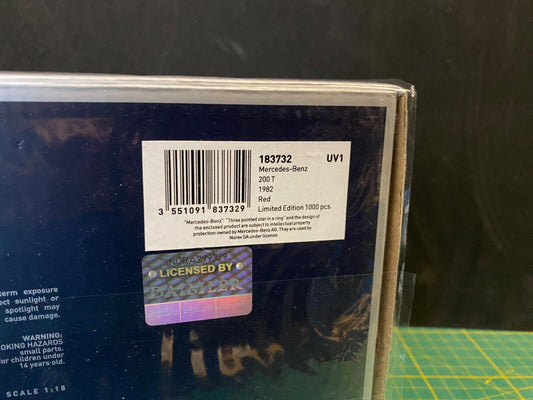 183732 UV1
Mercedes-Benz
200 T
1982
Red
Limited Edition 1000 pcs
3 551091 837329
"Mercedes-Benz", "Three pointed star in a ring" and the design of
the enclosed product are subject to intellectual property
protection owned by Mercedes-Benz AG. They are used by
Norev SA under license.
LICENSED BY
DAIMLER
term exposure
sunlight or
spotlight may
cause damage.
WARNING:
HAZARDS
small parts.
for children under
14 years old.
SCALE 1:18